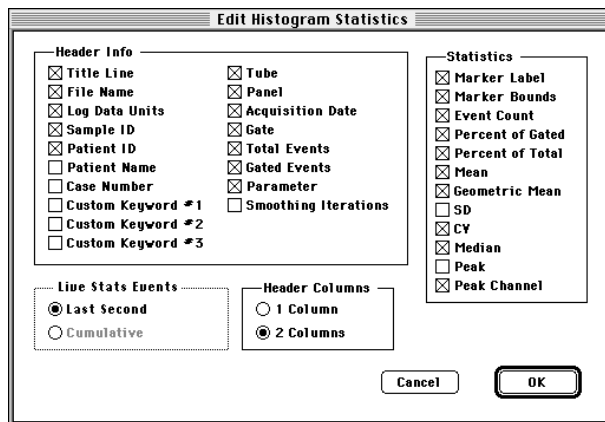 Edit Histogram Statistics
Header Info
Title Line
File Name
Log Data Units
Sample ID
Patient ID
Patient Name
Case Number
Custom Keyword #1
Custom Keyword #2
Custom Keyword #3
Tube
Panel
Acquisition Date
Gate
Total Events
Gated Events
Parameter
Smoothing Iterations
Statistics
Marker Label
Marker Bounds
Event Count
Percent of Gated
Percent of Total
Mean
Geometric Mean
SD
CV
Median
Peak
Peak Channel
Live Stats Events
Last Second
Cumulative
Header Columns
1 Column
2 Columns
Cancel
OK